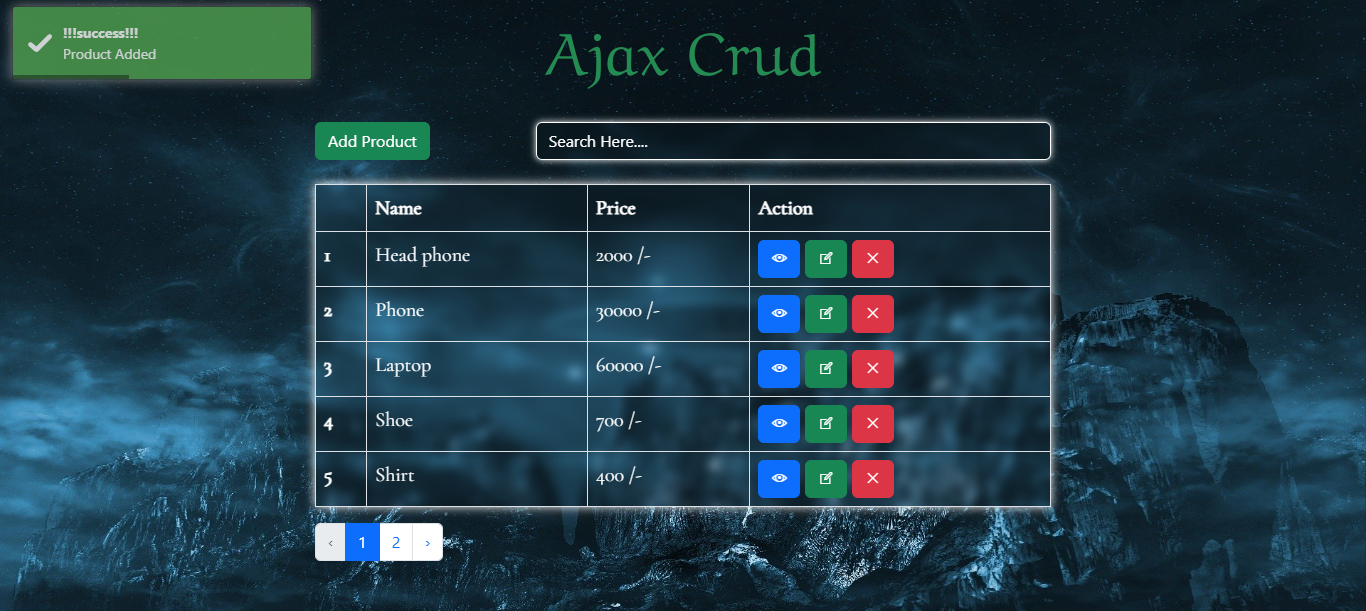 !!!success!!!
Product Added
Ajax Crud
Add Product
Search Here....
Name Price Action
1 Head phone 2000 /-
2 Phone 30000 /-
3 Laptop 60000 /-
4 Shoe 700 /-
5 Shirt 400 /-
‹ 1 2 ›